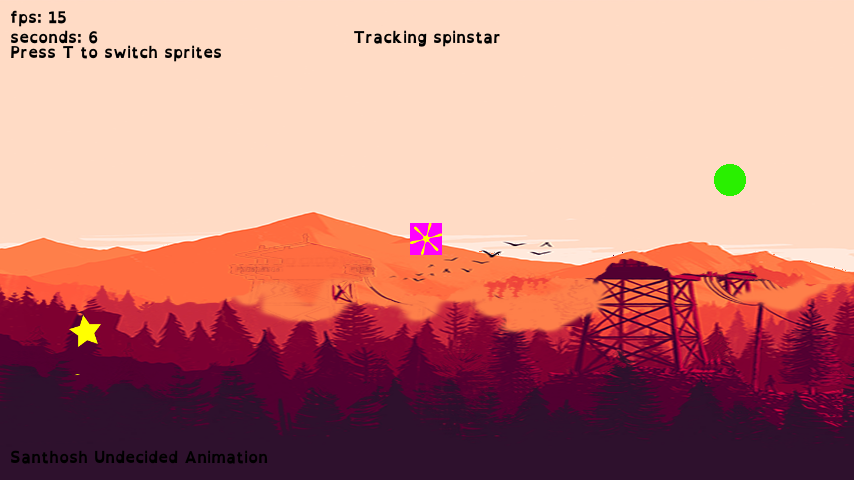 fps: 15
seconds: 6
Press T to switch sprites
Tracking spinstar
Santhosh Undecided Animation